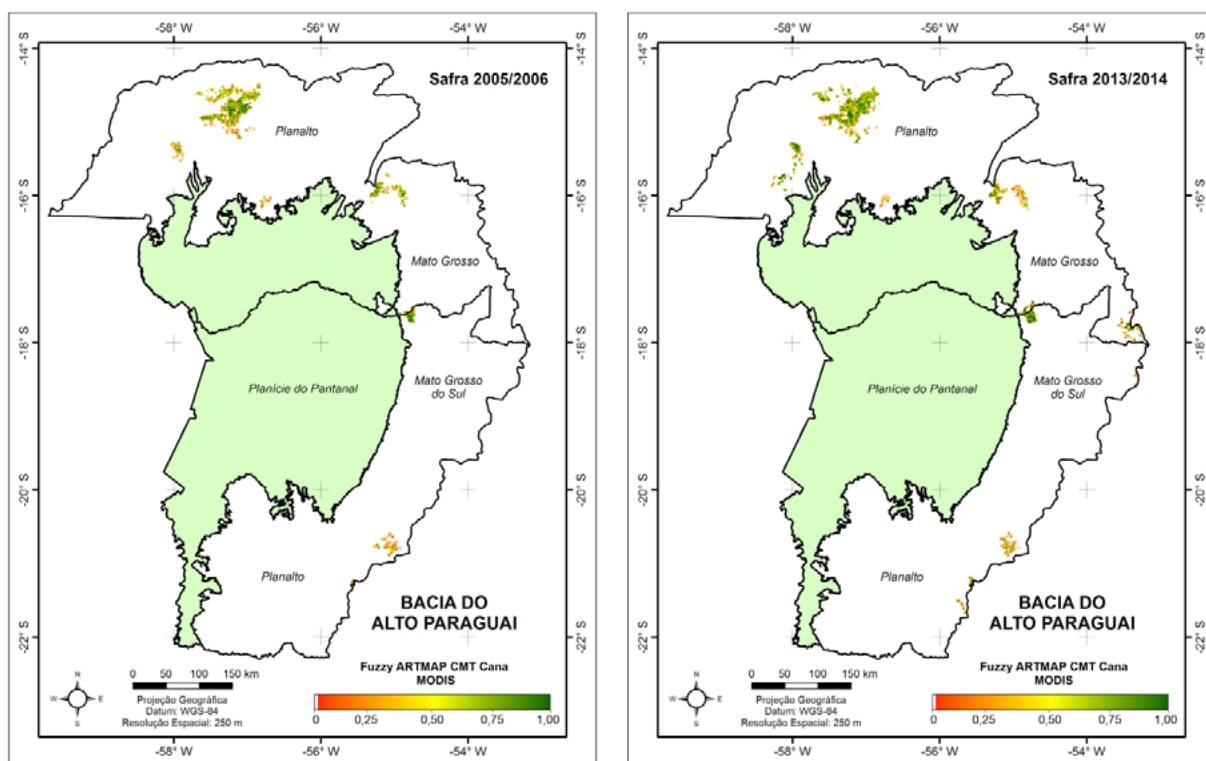 -58° W -56° W -54° W
-14° S
Safra 2005/2006
Planalto
-16° S
Mato Grosso
-18° S
Planície do Pantanal
Mato Grosso
do Sul
-20° S
Planalto
BACIA DO
ALTO PARAGUAI
-22° S
Fuzzy ARTMAP CMT Cana
MODIS
N
W E
S
0 50 100 150 km
Projeção Geográfica
Datum: WGS-84
Resolução Espacial: 250 m
0 0,25 0,50 0,75 1,00
-58° W -56° W -54° W
-58° W -56° W -54° W
-14° S
Safra 2013/2014
Planalto
-16° S
Mato Grosso
-18° S
Planície do Pantanal
Mato Grosso
do Sul
-20° S
Planalto
BACIA DO
ALTO PARAGUAI
-22° S
Fuzzy ARTMAP CMT Cana
MODIS
N
W E
S
0 50 100 150 km
Projeção Geográfica
Datum: WGS-84
Resolução Espacial: 250 m
0 0,25 0,50 0,75 1,00
-58° W -56° W -54° W